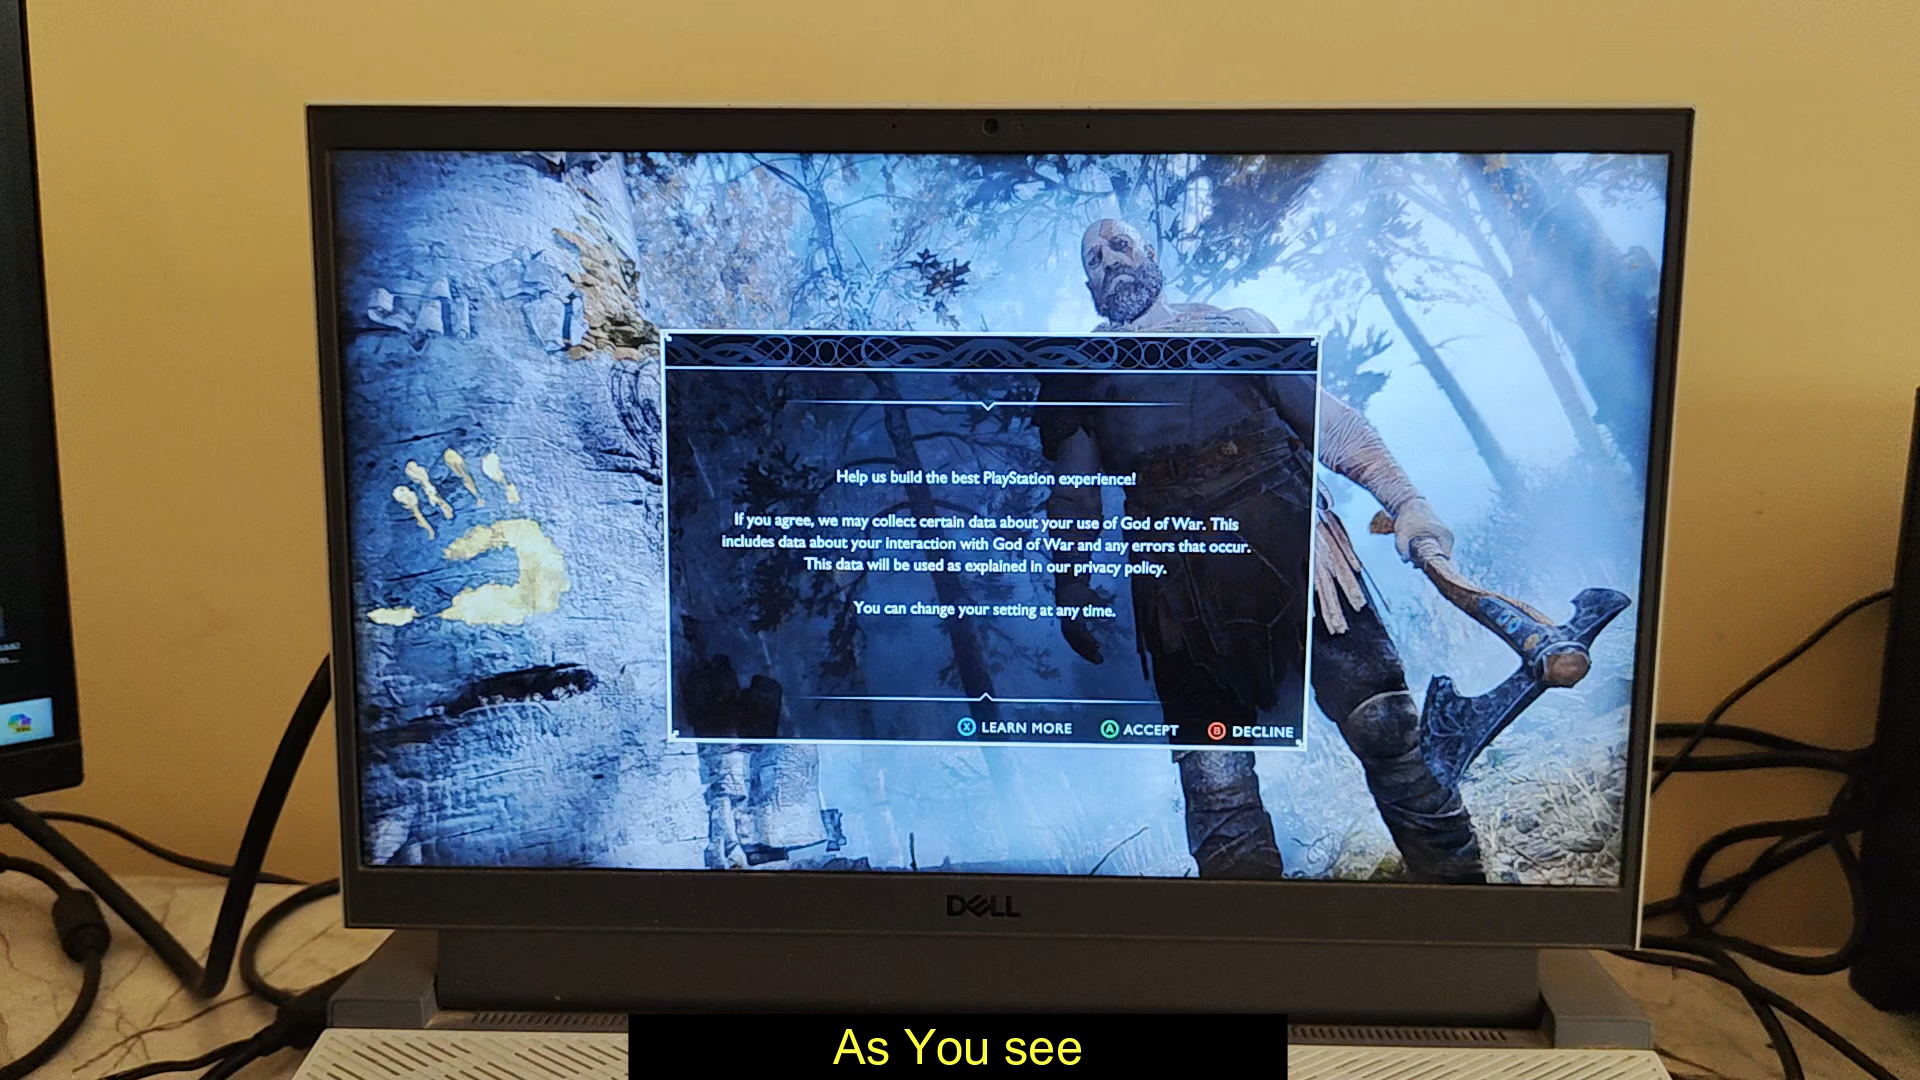 Help us build the best PlayStation experience!
If you agree, we may collect certain data about your use of God of War. This
includes data about your interaction with God of War and any errors that occur.
This data will be used as explained in our privacy policy.
You can change your setting at any time.
X LEARN MORE A ACCEPT B DECLINE
DELL
As You see